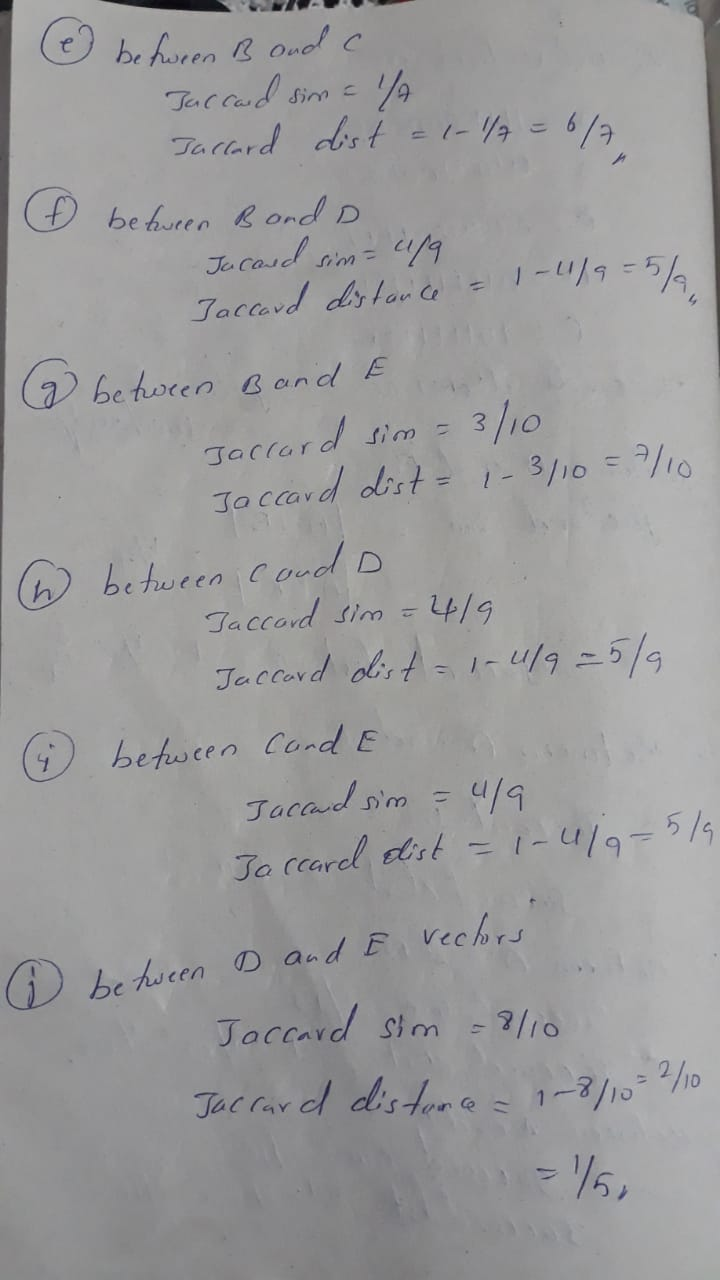 (e) between B and C
Jaccard sim = 1/7
Jaccard dist = 1 - 1/7 = 6/7,,
(f) between B and D
Jacard sim = 4/9
Jaccard distance = 1 - 4/9 = 5/9,,
(g) between B and E
Jaccard sim = 3/10
Jaccard dist = 1 - 3/10 = 7/10
(h) between C and D
Jaccard sim = 4/9
Jaccard dist = 1 - 4/9 = 5/9
(i) between C and E
Jaccard sim = 4/9
Jaccard dist = 1 - 4/9 = 5/9
(j) between D and E vectors
Jaccard sim = 8/10
Jaccard distance = 1 - 8/10 = 2/10
= 1/5,